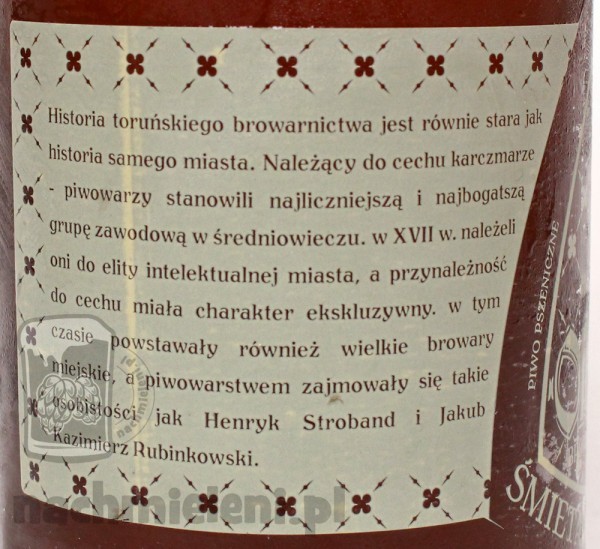 Historia toruńskiego browarnictwa jest równie stara jak
historia samego miasta. Należący do cechu karczmarze
- piwowarzy stanowili najliczniejszą i najbogatszą
grupę zawodową w średniowieczu. w XVII w. należeli
oni do elity intelektualnej miasta, a przynależność
do cechu miała charakter ekskluzywny. w tym
czasie powstawały również wielkie browary
miejskie, a piwowarstwem zajmowały się takie
osobistości jak Henryk Stroband i Jakub
Kazimierz Rubinkowski.
PIWO PSZENICZNE
nachmieleni.pl